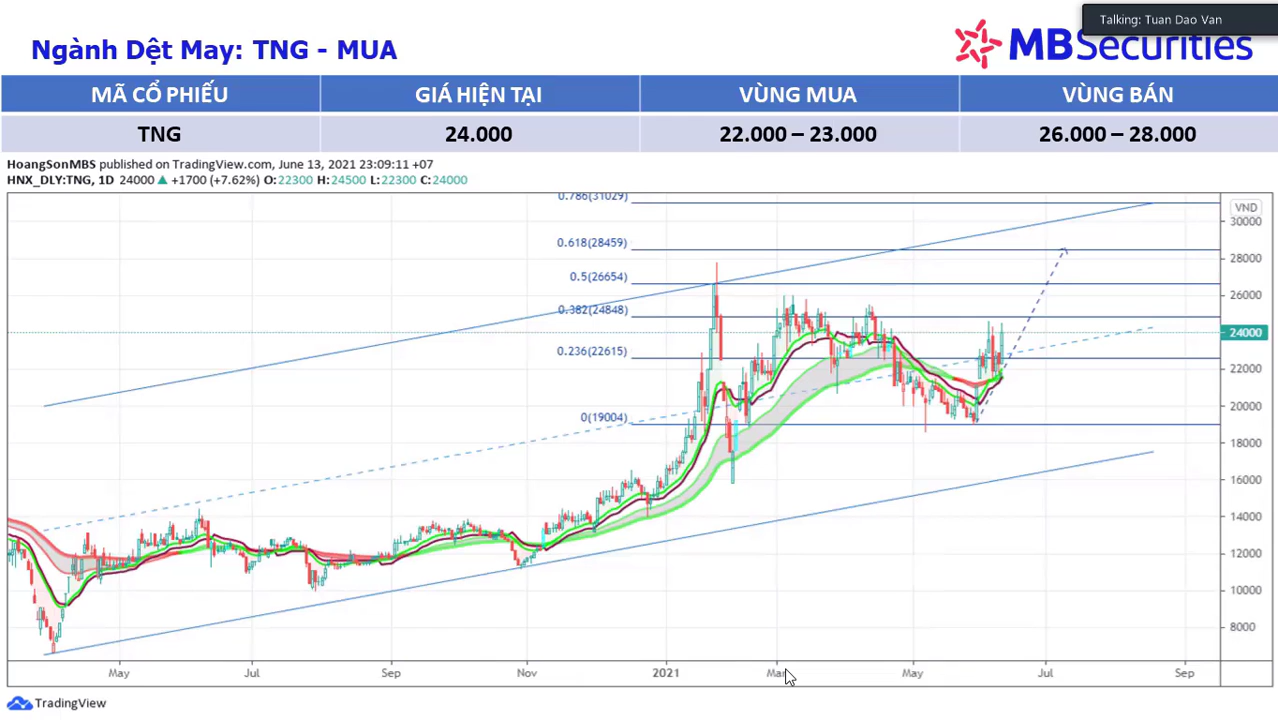 Talking: Tuan Dao Van
Ngành Dệt May: TNG - MUA
MBSecurities
MÃ CỔ PHIẾU GIÁ HIỆN TẠI VÙNG MUA VÙNG BÁN
TNG 24.000 22.000 – 23.000 26.000 – 28.000
HoangSonMBS published on TradingView.com, June 13, 2021 23:09:11 +07
HNX_DLY:TNG, 1D 24000 ▲ +1700 (+7.62%) O:22300 H:24500 L:22300 C:24000
0.786(31029)
VND
30000
0.618(28459)
28000
0.5(26654)
26000
0.382(24848)
24000
0.236(22615)
22000
20000
0(19004)
18000
16000
14000
12000
10000
8000
May Jul Sep Nov 2021 Mar May Jul Sep
TradingView